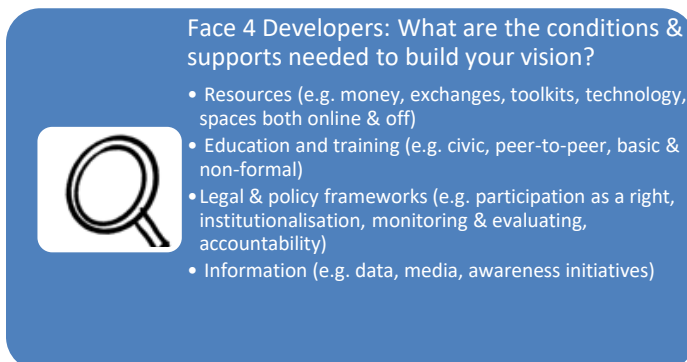 Face 4 Developers: What are the conditions &
supports needed to build your vision?
• Resources (e.g. money, exchanges, toolkits, technology,
spaces both online & off)
• Education and training (e.g. civic, peer-to-peer, basic &
non-formal)
•Legal & policy frameworks (e.g. participation as a right,
institutionalisation, monitoring & evaluating,
accountability)
• Information (e.g. data, media, awareness initiatives)